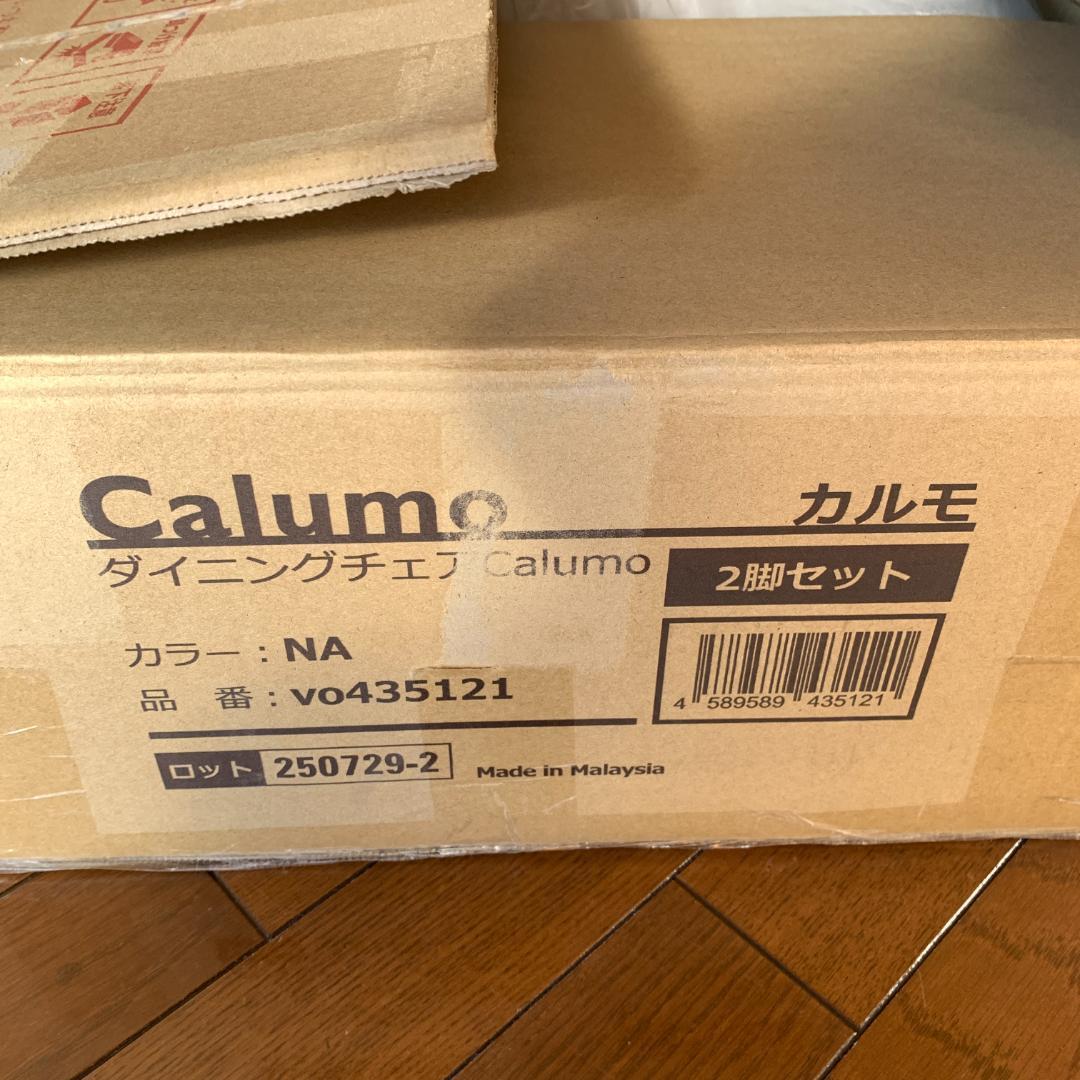 Calumo カルモ
ダイニングチェア Calumo
2脚セット
カラー：NA
品 番：vo435121
4 589589 435121
ロット 250729-2
Made in Malaysia